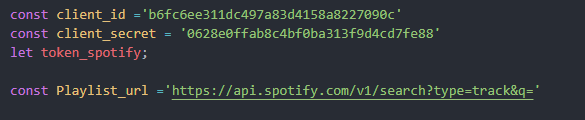 const client_id ='b6fc6ee311dc497a83d4158a8227090c'
const client_secret = '0628e0ffab8c4bf0ba313f9d4cd7fe88'
let token_spotify;
const Playlist_url ='https://api.spotify.com/v1/search?type=track&q='